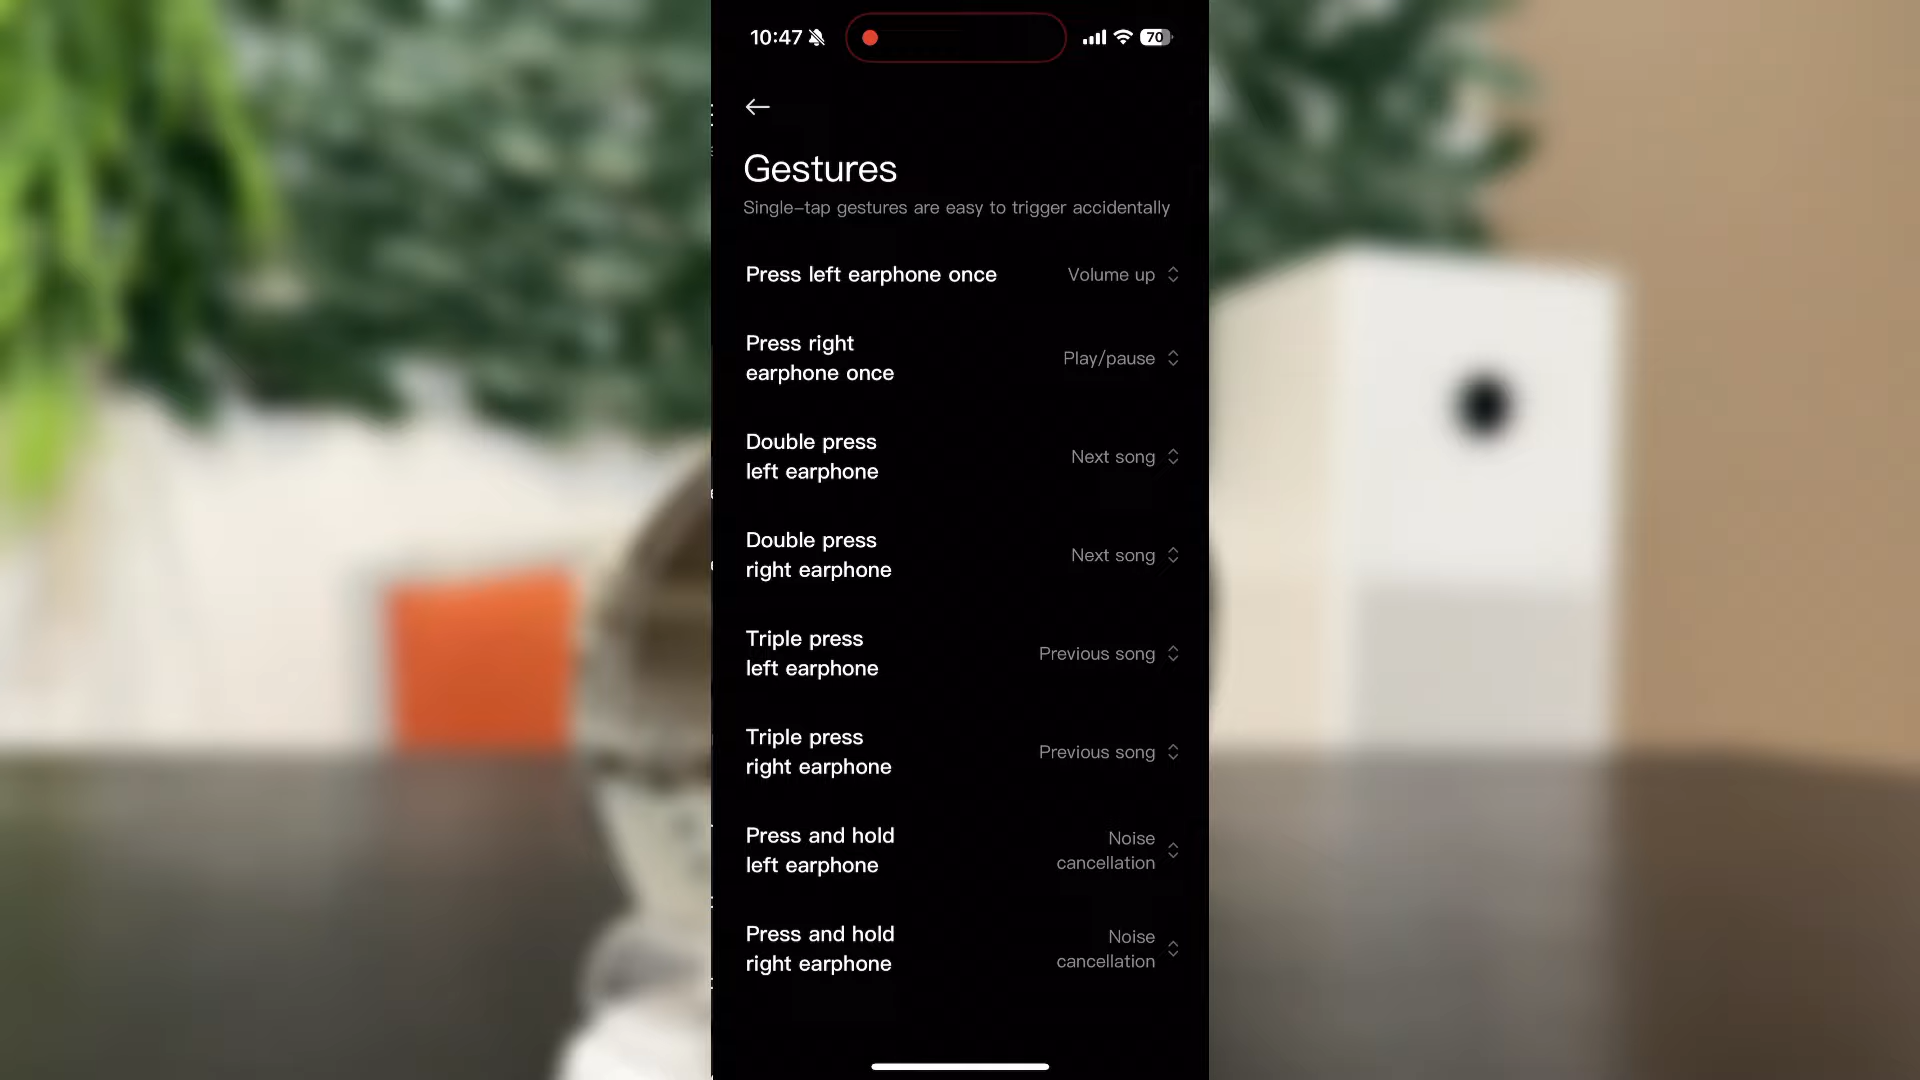 10:47
70
Gestures
Single-tap gestures are easy to trigger accidentally
Press left earphone once
Volume up
Press right
earphone once
Play/pause
Double press
left earphone
Next song
Double press
right earphone
Next song
Triple press
left earphone
Previous song
Triple press
right earphone
Previous song
Press and hold
left earphone
Noise
cancellation
Press and hold
right earphone
Noise
cancellation